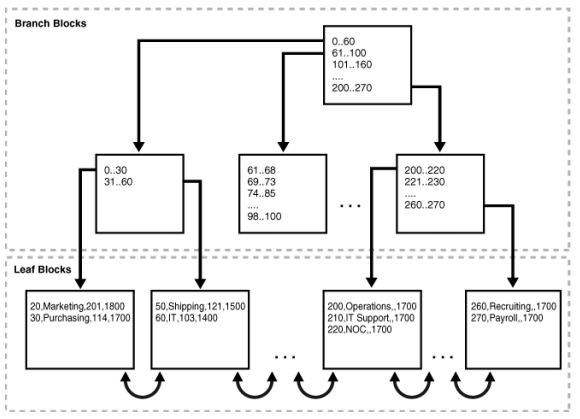 Branch Blocks
0..60
61..100
101..160
....
200..270
0..30
31..60
61..68
69..73
74..85
....
98..100
...
200..220
221..230
....
260..270
Leaf Blocks
20,Marketing,201,1800
30,Purchasing,114,1700
50,Shipping,121,1500
60,IT,103,1400
...
200,Operations,,1700
210,IT Support,,1700
220,NOC,,1700
...
260,Recruiting,,1700
270,Payroll,,1700